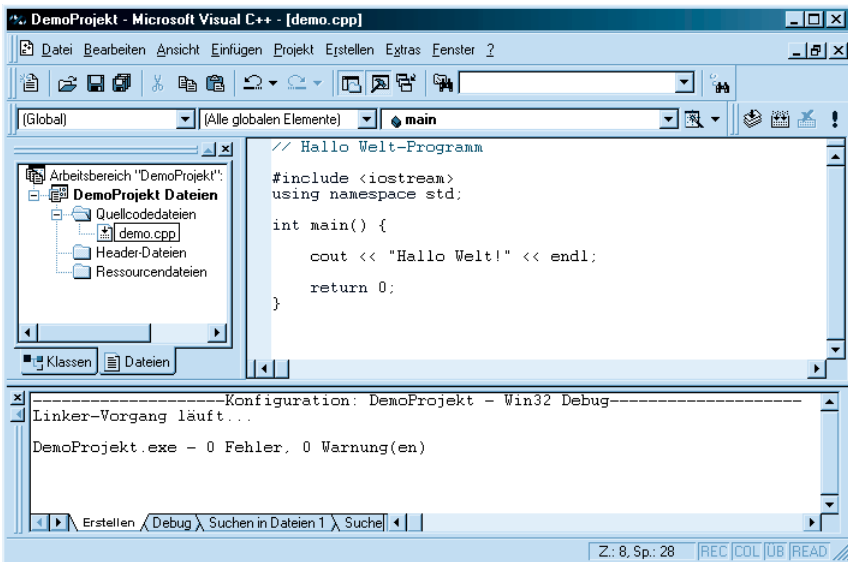 DemoProjekt - Microsoft Visual C++ - [demo.cpp]
Datei Bearbeiten Ansicht Einfügen Projekt Erstellen Extras Fenster ?
(Global) (Alle globalen Elemente) main
Arbeitsbereich "DemoProjekt":
DemoProjekt Dateien
Quellcodedateien
demo.cpp
Header-Dateien
Ressourcendateien
Klassen Dateien
// Hallo Welt-Programm
#include <iostream>
using namespace std;
int main() {
cout << "Hallo Welt!" << endl;
return 0;
}
--------------------Konfiguration: DemoProjekt - Win32 Debug--------------------
Linker-Vorgang läuft...
DemoProjekt.exe - 0 Fehler, 0 Warnung(en)
Erstellen Debug Suchen in Dateien 1 Suche
Z.: 8, Sp.: 28 REC COL ÜB READ